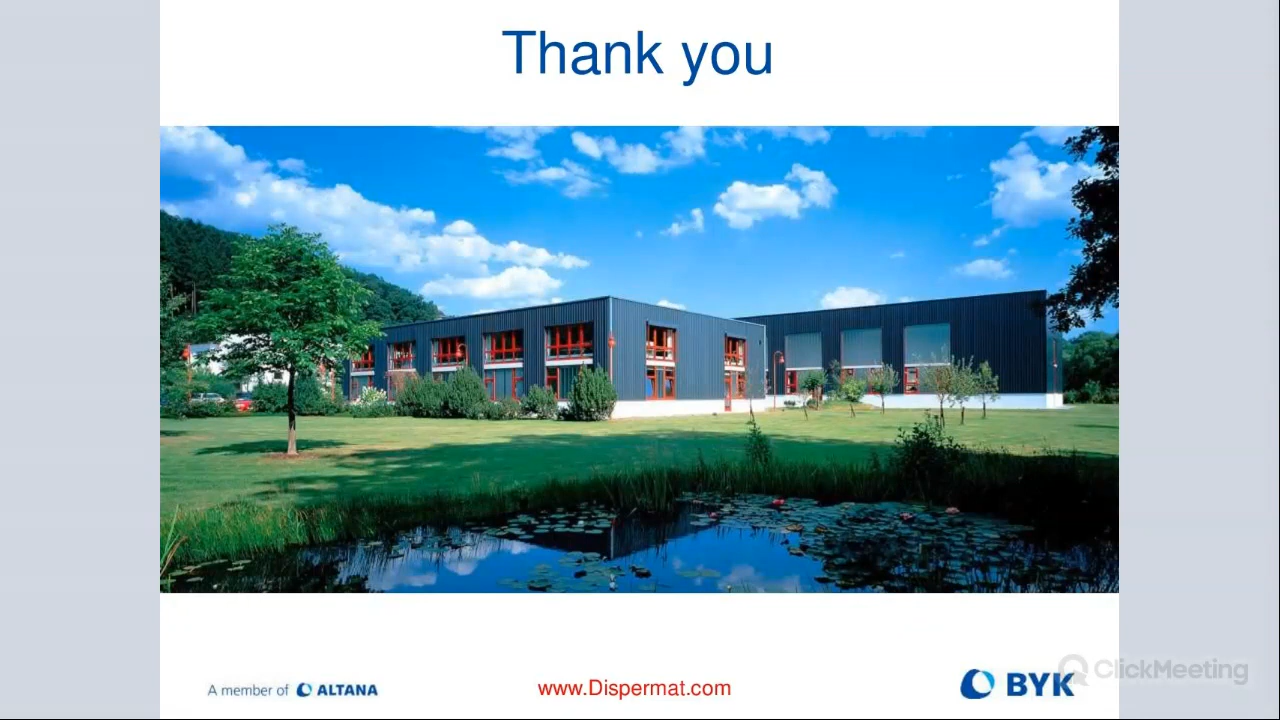 Thank you
A member of ALTANA
www.Dispermat.com
BYK
ClickMeeting